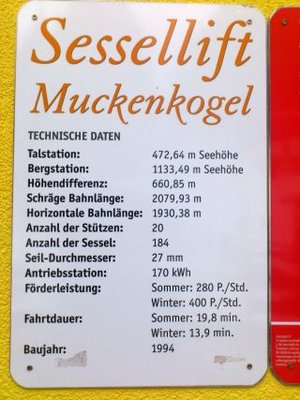 Sessellift
Muckenkogel
TECHNISCHE DATEN
Talstation: 472,64 m Seehöhe
Bergstation: 1133,49 m Seehöhe
Höhendifferenz: 660,85 m
Schräge Bahnlänge: 2079,93 m
Horizontale Bahnlänge: 1930,38 m
Anzahl der Stützen: 20
Anzahl der Sessel: 184
Seil-Durchmesser: 27 mm
Antriebsstation: 170 kWh
Förderleistung: Sommer: 280 P./Std.
Winter: 400 P./Std.
Fahrtdauer: Sommer: 19,8 min.
Winter: 13,9 min.
Baujahr: 1994